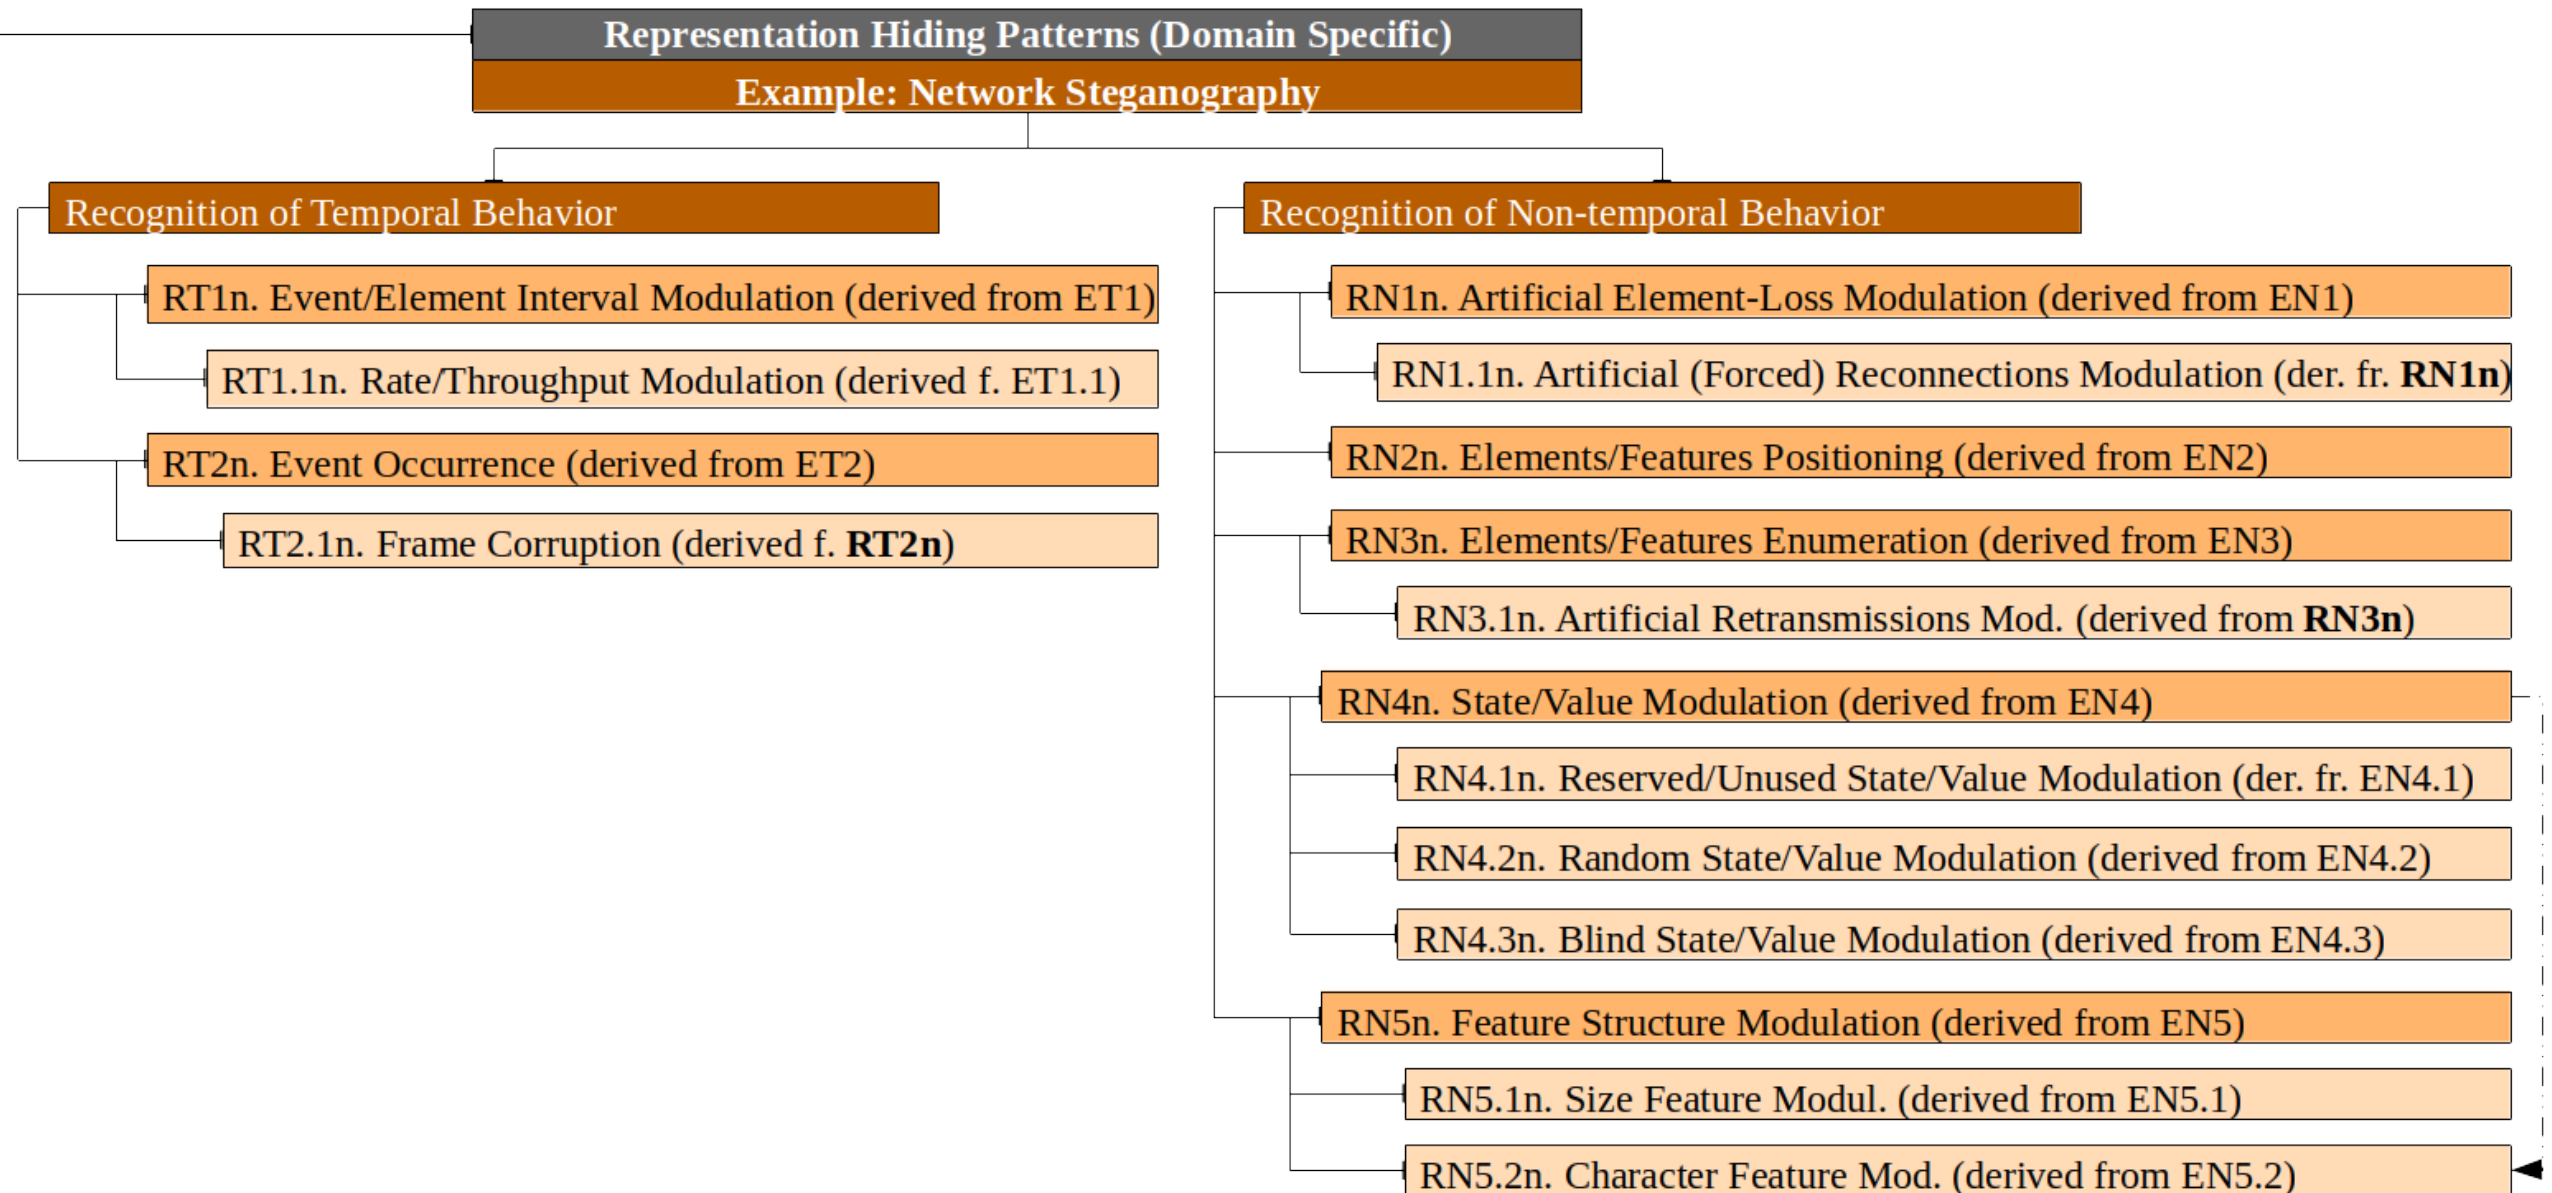 Representation Hiding Patterns (Domain Specific)
Example: Network Steganography
Recognition of Temporal Behavior
RT1n. Event/Element Interval Modulation (derived from ET1)
RT1.1n. Rate/Throughput Modulation (derived f. ET1.1)
RT2n. Event Occurrence (derived from ET2)
RT2.1n. Frame Corruption (derived f. RT2n)
Recognition of Non-temporal Behavior
RN1n. Artificial Element-Loss Modulation (derived from EN1)
RN1.1n. Artificial (Forced) Reconnections Modulation (der. fr. RN1n)
RN2n. Elements/Features Positioning (derived from EN2)
RN3n. Elements/Features Enumeration (derived from EN3)
RN3.1n. Artificial Retransmissions Mod. (derived from RN3n)
RN4n. State/Value Modulation (derived from EN4)
RN4.1n. Reserved/Unused State/Value Modulation (der. fr. EN4.1)
RN4.2n. Random State/Value Modulation (derived from EN4.2)
RN4.3n. Blind State/Value Modulation (derived from EN4.3)
RN5n. Feature Structure Modulation (derived from EN5)
RN5.1n. Size Feature Modul. (derived from EN5.1)
RN5.2n. Character Feature Mod. (derived from EN5.2)